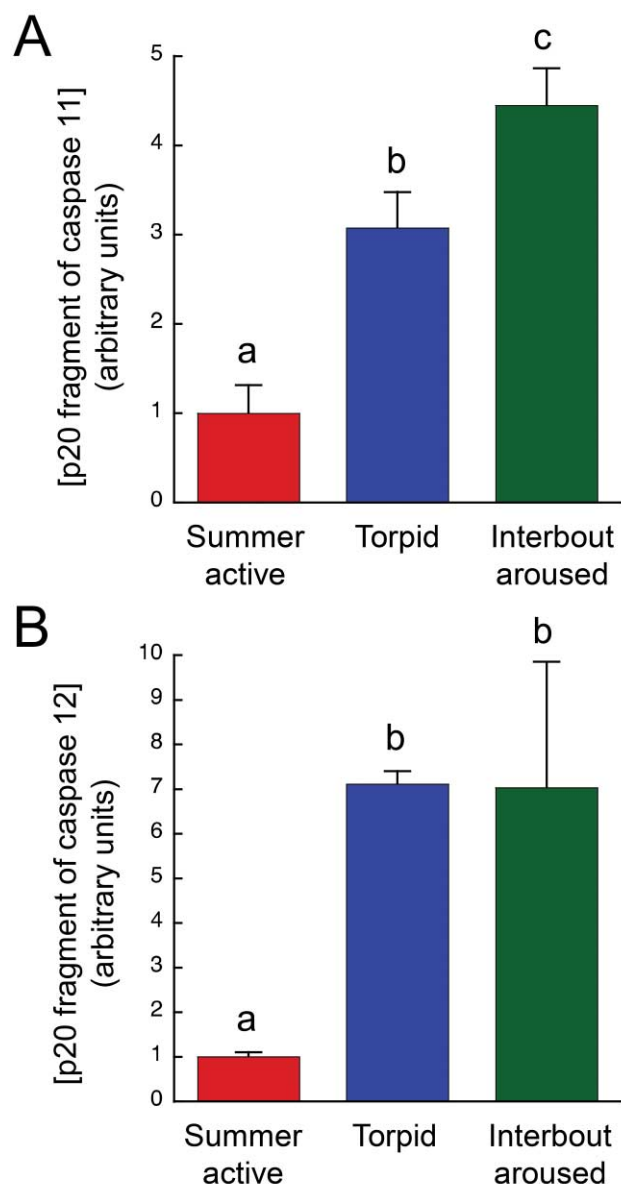 A
[p20 fragment of caspase 11]
(arbitrary units)
5
4
3
2
1
0
a
b
c
Summer
active
Torpid
Interbout
aroused
B
[p20 fragment of caspase 12]
(arbitrary units)
10
9
8
7
6
5
4
3
2
1
0
a
b
b
Summer
active
Torpid
Interbout
aroused